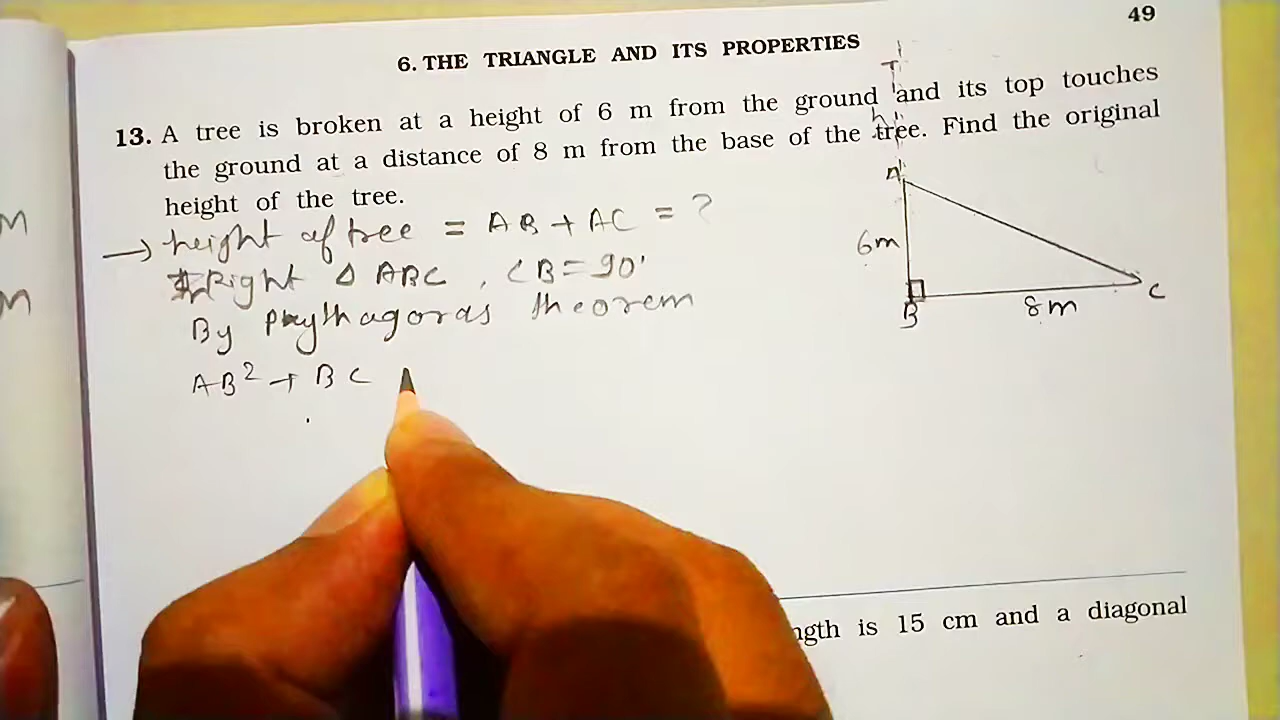 49
6. THE TRIANGLE AND ITS PROPERTIES
13. A tree is broken at a height of 6 m from the ground and its top touches
the ground at a distance of 8 m from the base of the tree. Find the original
height of the tree.
→ height of tree = AB + AC = ?
Right Δ ABC, ∠B = 90°
By Pythagoras theorem
AB² + BC
A
6m
B
8m
C
M
m
ngth is 15 cm and a diagonal